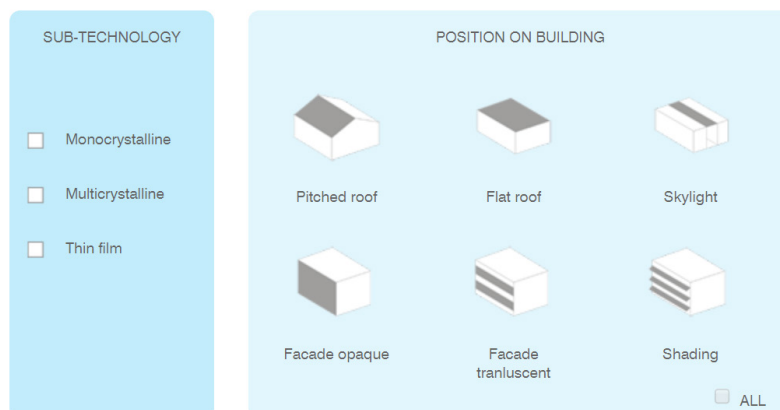 SUB-TECHNOLOGY
Monocrystalline
Multicrystalline
Thin film
POSITION ON BUILDING
Pitched roof
Flat roof
Skylight
Facade opaque
Facade
tranluscent
Shading
ALL